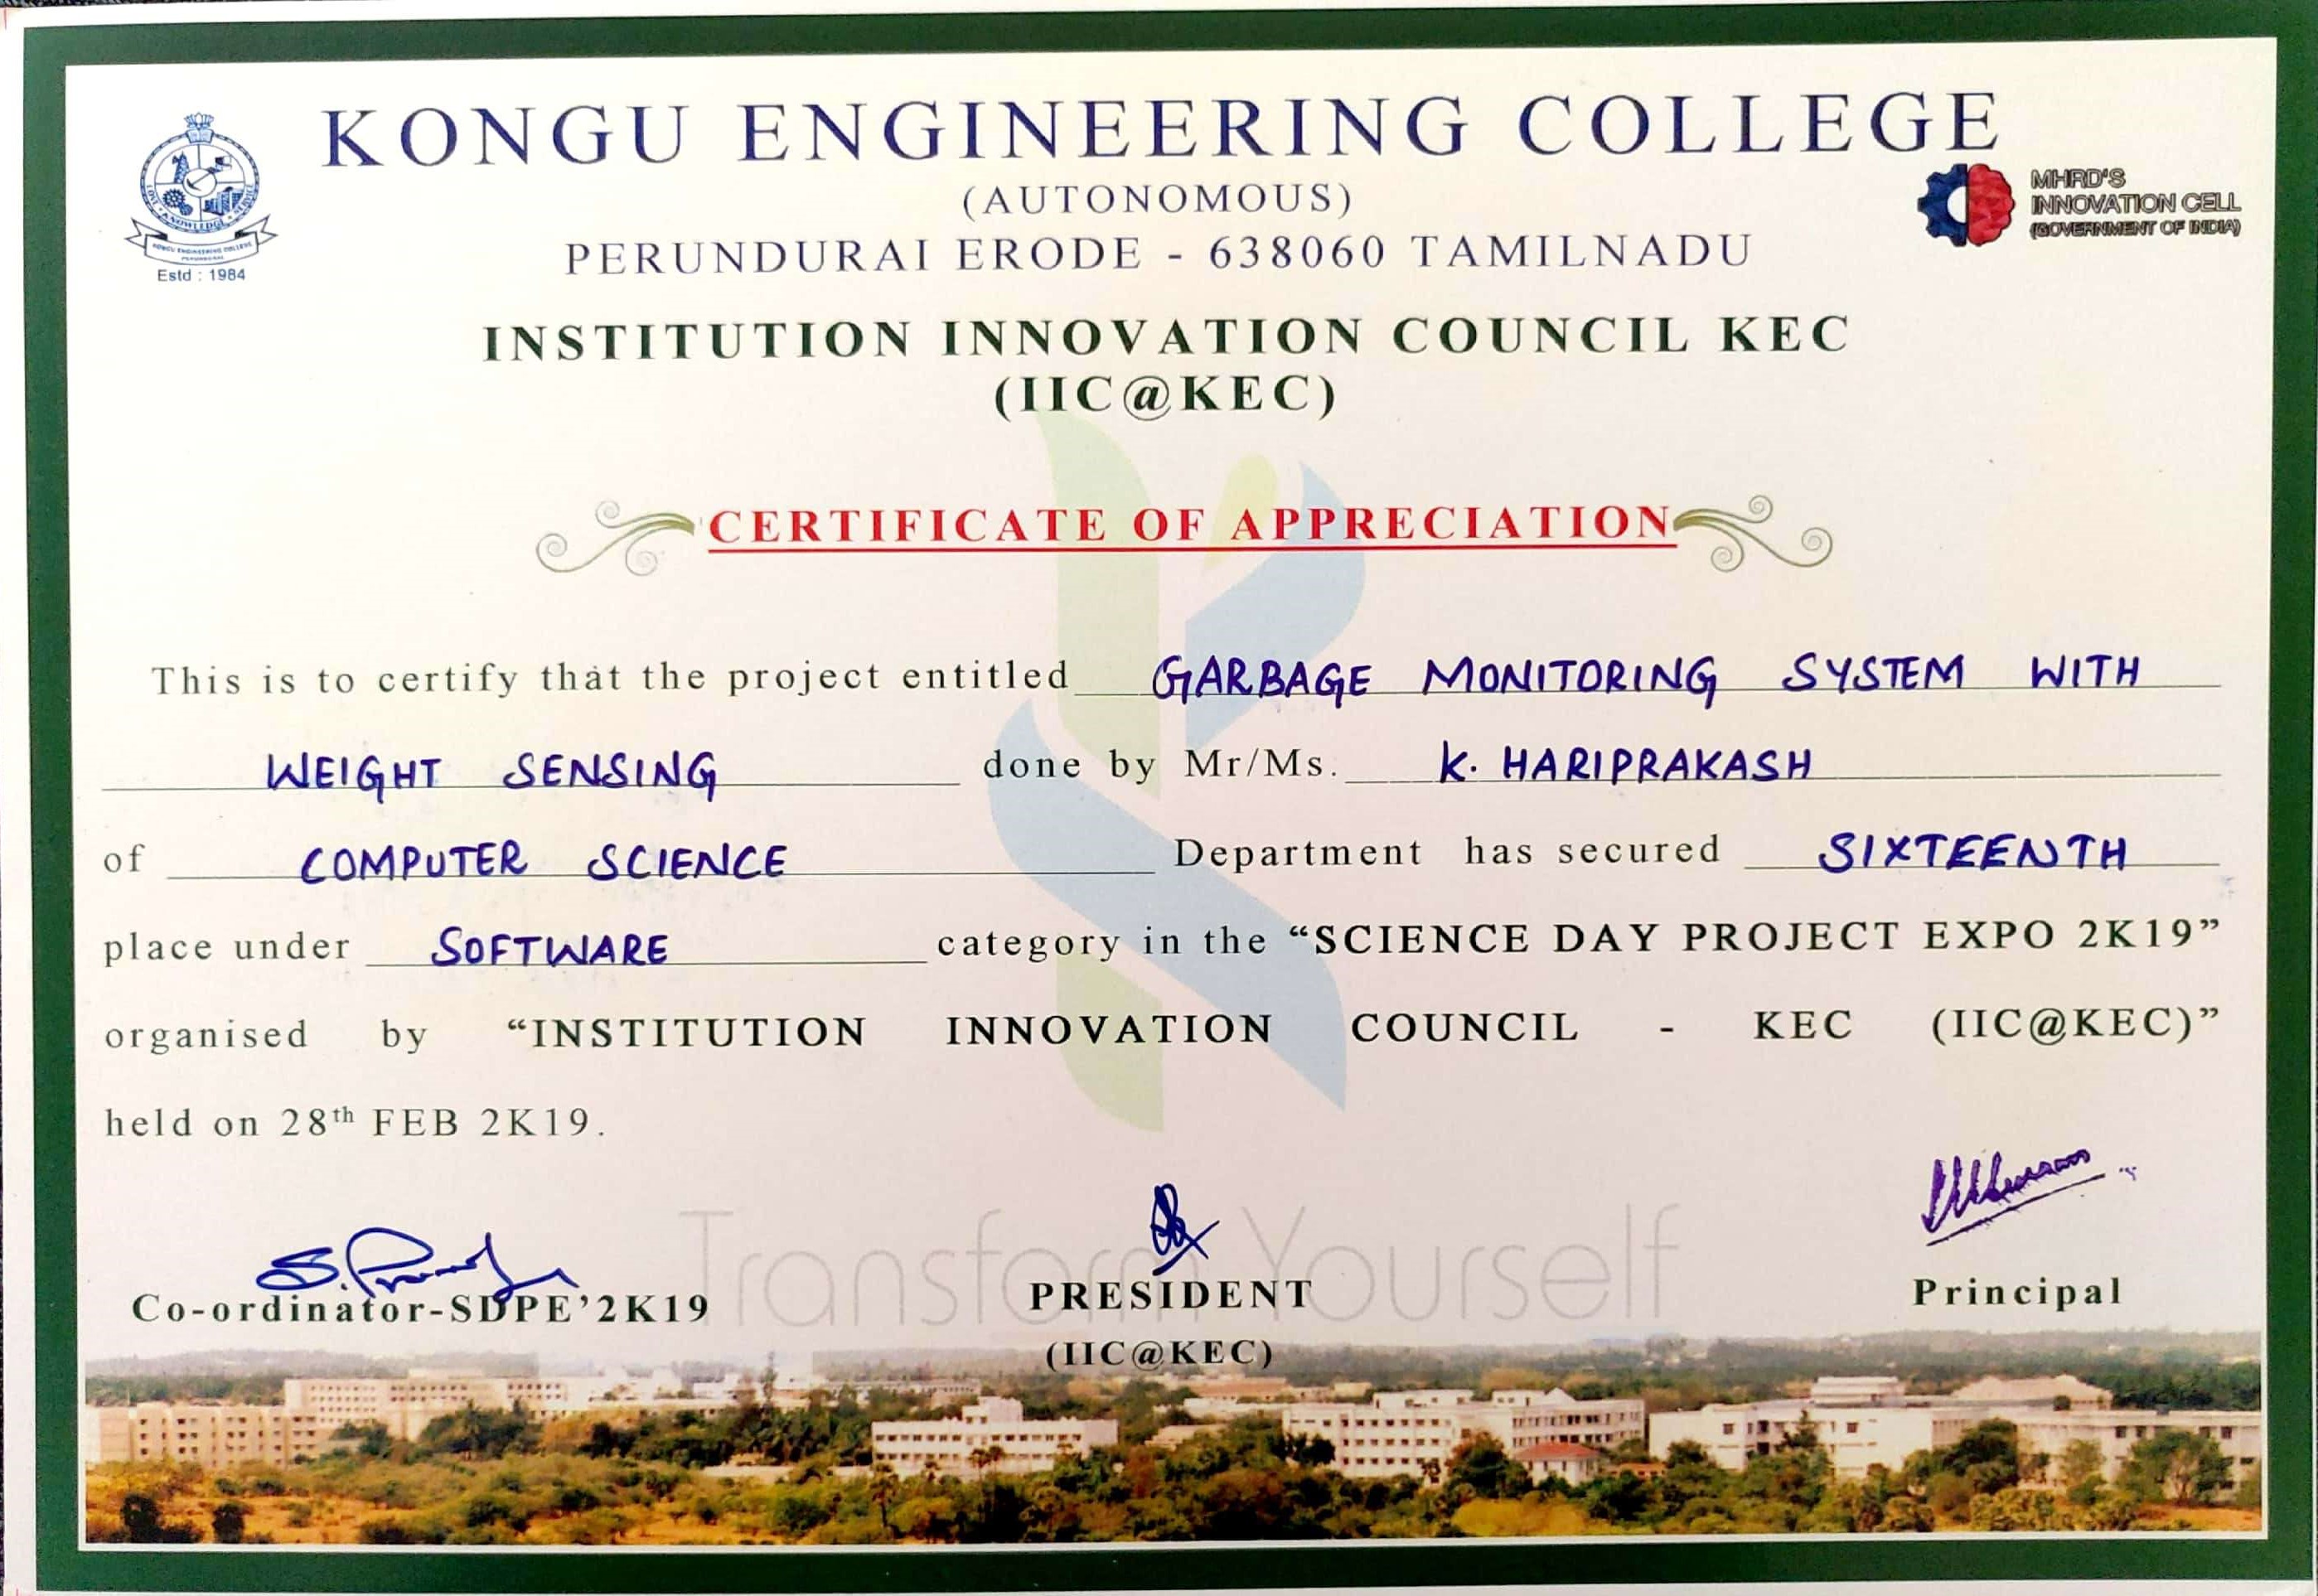 KONGU ENGINEERING COLLEGE
(AUTONOMOUS)
PERUNDURAI ERODE - 638060 TAMILNADU
LOVE KNOWLEDGE SERVICE
KONGU ENGINEERING COLLEGE
PERUNDURAI
Estd : 1984
MHRD'S
INNOVATION CELL
(GOVERNMENT OF INDIA)
INSTITUTION INNOVATION COUNCIL KEC
(IIC@KEC)
CERTIFICATE OF APPRECIATION
This is to certify that the project entitled GARBAGE MONITORING SYSTEM WITH
WEIGHT SENSING done by Mr/Ms. K. HARIPRAKASH
of COMPUTER SCIENCE Department has secured SIXTEENTH
place under SOFTWARE category in the “SCIENCE DAY PROJECT EXPO 2K19”
organised by “INSTITUTION INNOVATION COUNCIL - KEC (IIC@KEC)”
held on 28th FEB 2K19.
Transform Yourself
Co-ordinator-SDPE’2K19
PRESIDENT
(IIC@KEC)
Principal